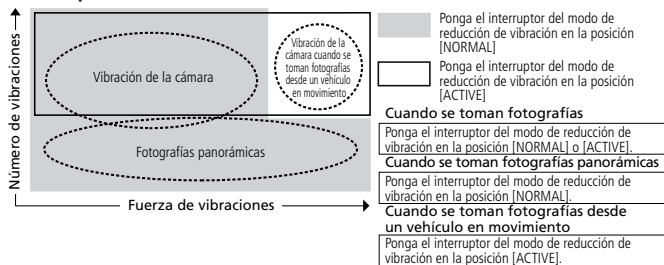 Número de vibraciones
Vibración de la cámara
Vibración de la
cámara cuando se
toman fotografías
desde un vehículo
en movimiento
Fotografías panorámicas
Fuerza de vibraciones
Ponga el interruptor del modo de
reducción de vibración en la posición
[NORMAL]
Ponga el interruptor del modo de
reducción de vibración en la posición
[ACTIVE]
Cuando se toman fotografías
Ponga el interruptor del modo de reducción de
vibración en la posición [NORMAL] o [ACTIVE].
Cuando se toman fotografías panorámicas
Ponga el interruptor del modo de reducción de
vibración en la posición [NORMAL].
Cuando se toman fotografías desde
un vehículo en movimiento
Ponga el interruptor del modo de reducción de
vibración en la posición [ACTIVE].